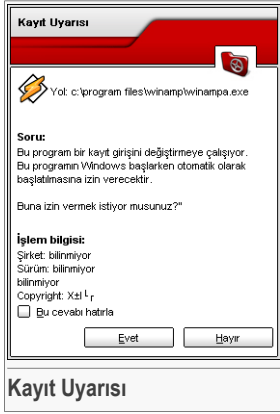 Kayıt Uyarısı
Yol: c:\program files\winamp\winampa.exe
Soru:
Bu program bir kayıt girişini değiştirmeye çalışıyor.
Bu programın Windows başlarken otomatik olarak
başlatılmasına izin verecektir.
Buna izin vermek istiyor musunuz?"
İşlem bilgisi:
Şirket: bilinmiyor
Sürüm: bilinmiyor
bilinmiyor
Copyright: X±I└┌
Bu cevabı hatırla
Evet
Hayır
Kayıt Uyarısı